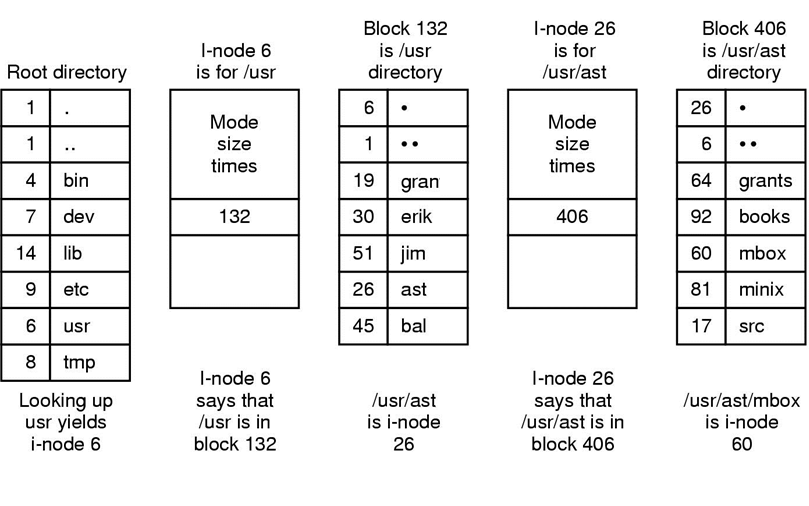 Root directory
1 .
1 ..
4 bin
7 dev
14 lib
9 etc
6 usr
8 tmp
Looking up
usr yields
i-node 6
I-node 6
is for /usr
Mode
size
times
132
I-node 6
says that
/usr is in
block 132
Block 132
is /usr
directory
6 •
1 ••
19 gran
30 erik
51 jim
26 ast
45 bal
/usr/ast
is i-node
26
I-node 26
is for
/usr/ast
Mode
size
times
406
I-node 26
says that
/usr/ast is in
block 406
Block 406
is /usr/ast
directory
26 •
6 ••
64 grants
92 books
60 mbox
81 minix
17 src
/usr/ast/mbox
is i-node
60